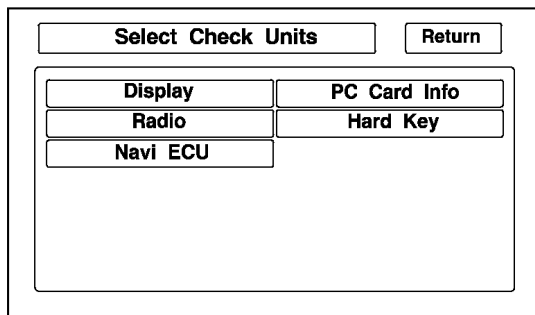 Select Check Units Return
Display PC Card Info
Radio Hard Key
Navi ECU